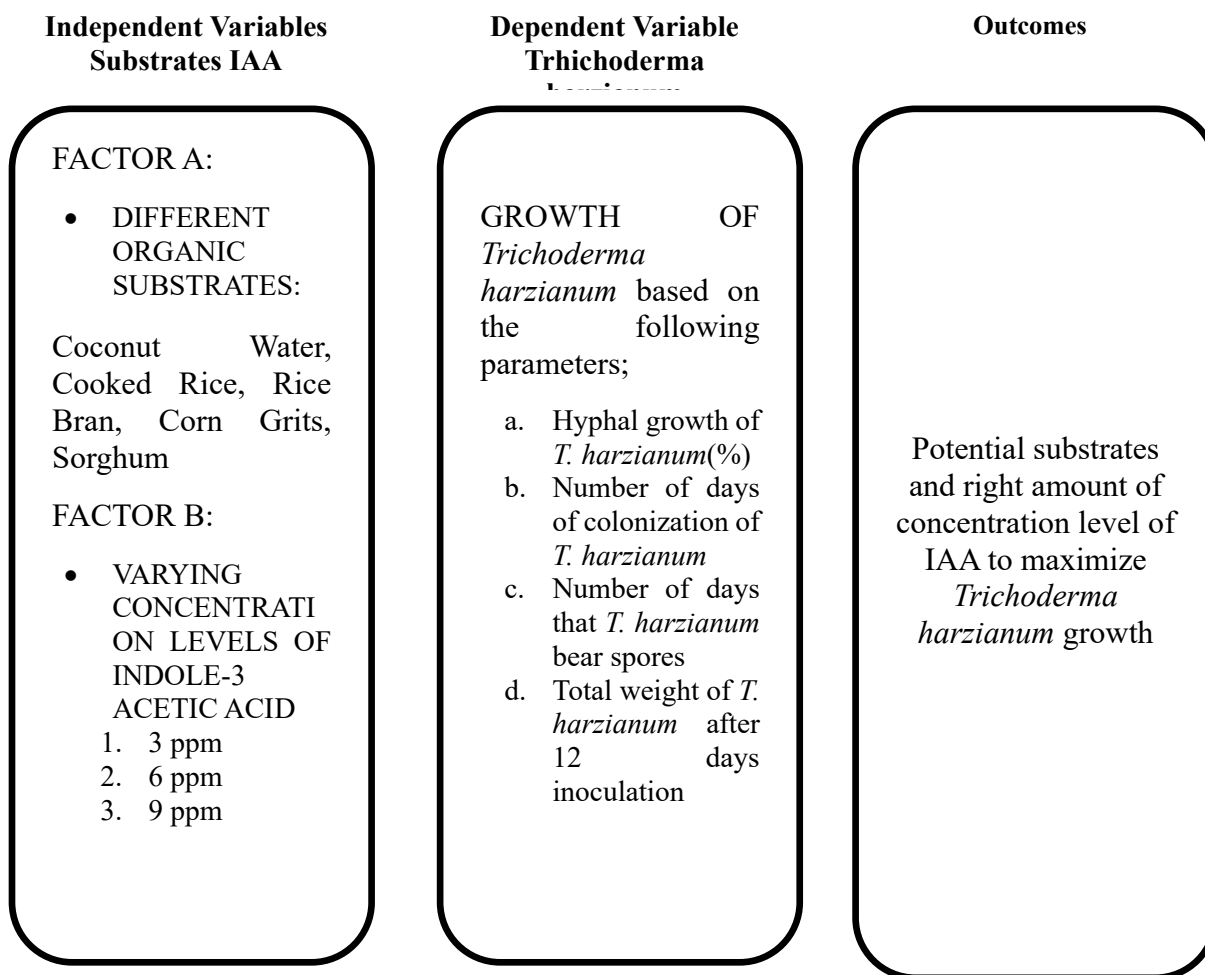 Independent Variables
Substrates IAA
FACTOR A:
• DIFFERENT
ORGANIC
SUBSTRATES:
Coconut Water,
Cooked Rice, Rice
Bran, Corn Grits,
Sorghum
FACTOR B:
• VARYING
CONCENTRATI
ON LEVELS OF
INDOLE-3
ACETIC ACID
1. 3 ppm
2. 6 ppm
3. 9 ppm
Dependent Variable
Trhichoderma
GROWTH OF
Trichoderma
harzianum based on
the following
parameters;
a. Hyphal growth of
T. harzianum(%)
b. Number of days
of colonization of
T. harzianum
c. Number of days
that T. harzianum
bear spores
d. Total weight of T.
harzianum after
12 days
inoculation
Outcomes
Potential substrates
and right amount of
concentration level of
IAA to maximize
Trichoderma
harzianum growth